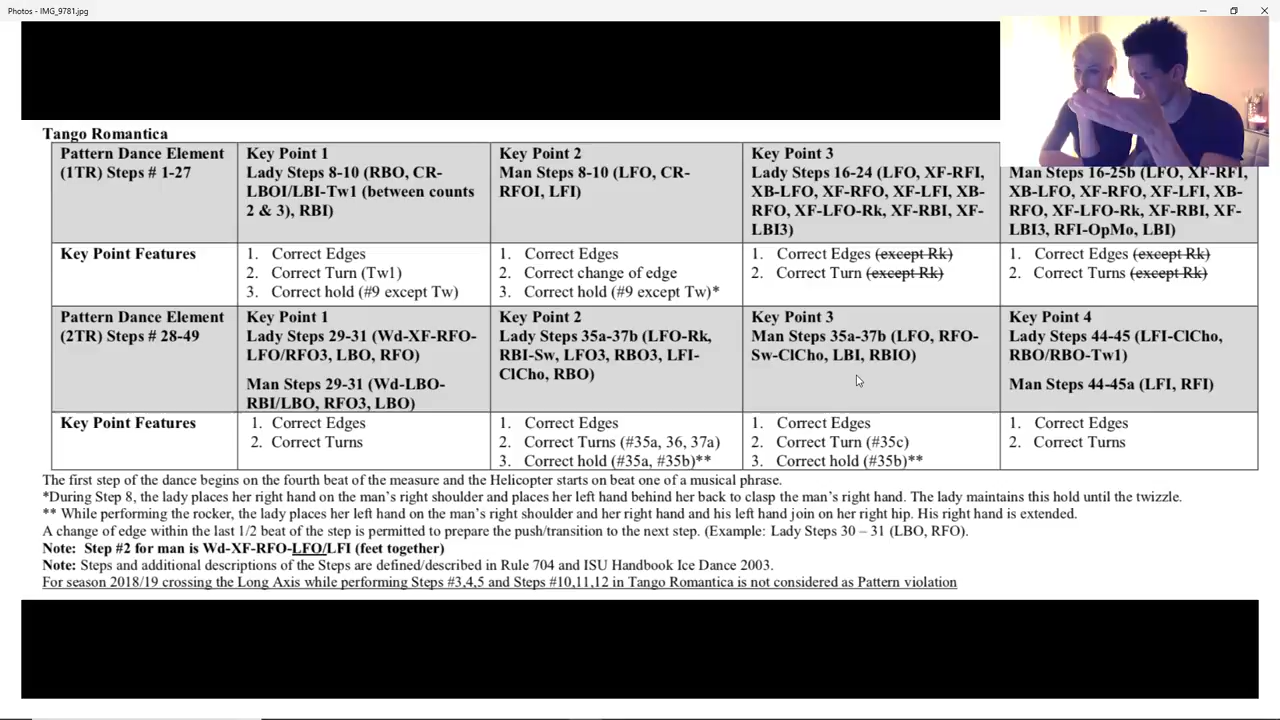 Photos - IMG_9781.jpg
Tango Romantica
Pattern Dance Element
(1TR) Steps # 1-27
Key Point 1
Lady Steps 8-10 (RBO, CR-
LBOI/LBI-Tw1 (between counts
2 & 3), RBI)
Key Point 2
Man Steps 8-10 (LFO, CR-
RFOI, LFI)
Key Point 3
Lady Steps 16-24 (LFO, XF-RFI,
XB-LFO, XF-RFO, XF-LFI, XB-
RFO, XF-LFO-Rk, XF-RBI, XF-
LBI3)
Man Steps 16-25b (LFO, XF-RFI,
XB-LFO, XF-RFO, XF-LFI, XB-
RFO, XF-LFO-Rk, XF-RBI, XF-
LBI3, RFI-OpMo, LBI)
Key Point Features
1. Correct Edges
2. Correct Turn (Tw1)
3. Correct hold (#9 except Tw)
1. Correct Edges
2. Correct change of edge
3. Correct hold (#9 except Tw)*
1. Correct Edges (except Rk)
2. Correct Turn (except Rk)
1. Correct Edges (except Rk)
2. Correct Turns (except Rk)
Pattern Dance Element
(2TR) Steps # 28-49
Key Point 1
Lady Steps 29-31 (Wd-XF-RFO-
LFO/RFO3, LBO, RFO)
Man Steps 29-31 (Wd-LBO-
RBI/LBO, RFO3, LBO)
Key Point 2
Lady Steps 35a-37b (LFO-Rk,
RBI-Sw, LFO3, RBO3, LFI-
ClCho, RBO)
Key Point 3
Man Steps 35a-37b (LFO, RFO-
Sw-ClCho, LBI, RBIO)
Key Point 4
Lady Steps 44-45 (LFI-ClCho,
RBO/RBO-Tw1)
Man Steps 44-45a (LFI, RFI)
Key Point Features
1. Correct Edges
2. Correct Turns
1. Correct Edges
2. Correct Turns (#35a, 36, 37a)
3. Correct hold (#35a, #35b)**
1. Correct Edges
2. Correct Turn (#35c)
3. Correct hold (#35b)**
1. Correct Edges
2. Correct Turns
The first step of the dance begins on the fourth beat of the measure and the Helicopter starts on beat one of a musical phrase.
*During Step 8, the lady places her right hand on the man's right shoulder and places her left hand behind her back to clasp the man's right hand. The lady maintains this hold until the twizzle.
** While performing the rocker, the lady places her left hand on the man's right shoulder and her right hand and his left hand join on her right hip. His right hand is extended.
A change of edge within the last 1/2 beat of the step is permitted to prepare the push/transition to the next step. (Example: Lady Steps 30 – 31 (LBO, RFO).
Note: Step #2 for man is Wd-XF-RFO-LFO/LFI (feet together)
Note: Steps and additional descriptions of the Steps are defined/described in Rule 704 and ISU Handbook Ice Dance 2003.
For season 2018/19 crossing the Long Axis while performing Steps #3,4,5 and Steps #10,11,12 in Tango Romantica is not considered as Pattern violation